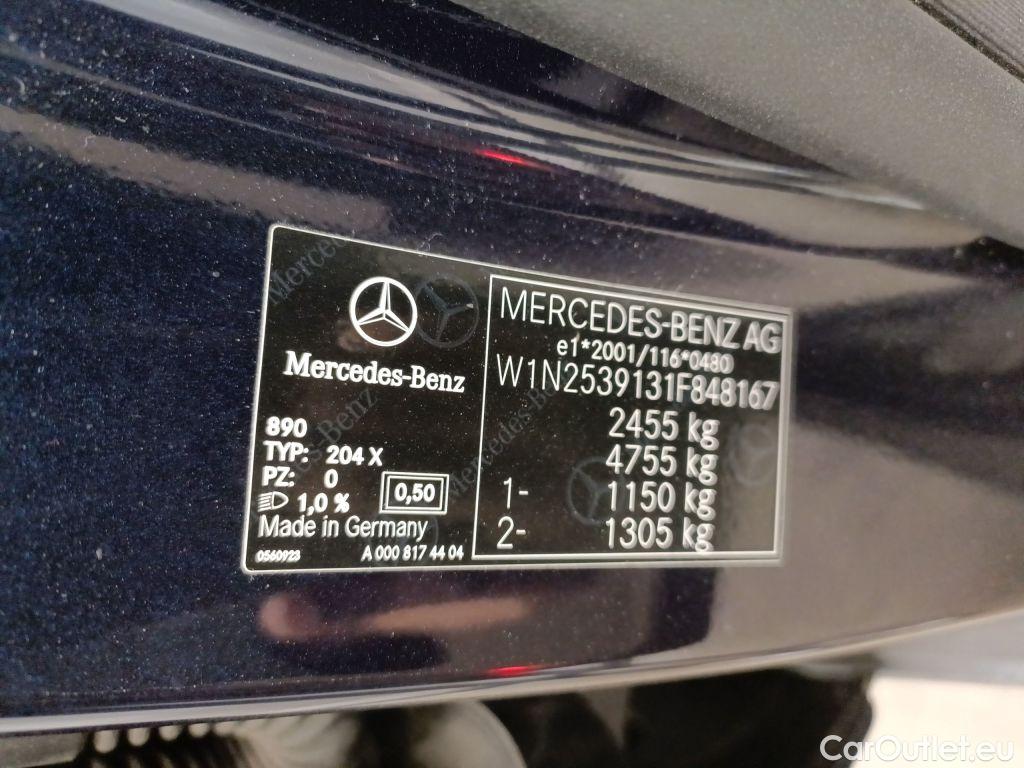 Mercedes-Benz
890
TYP: 204 X
PZ: 0
1,0 % 0,50
Made in Germany
0560923 A 000 817 44 04
MERCEDES-BENZ AG
e1*2001/116*0480
W1N2539131F848167
2455 kg
4755 kg
1- 1150 kg
2- 1305 kg
CarOutlet.eu